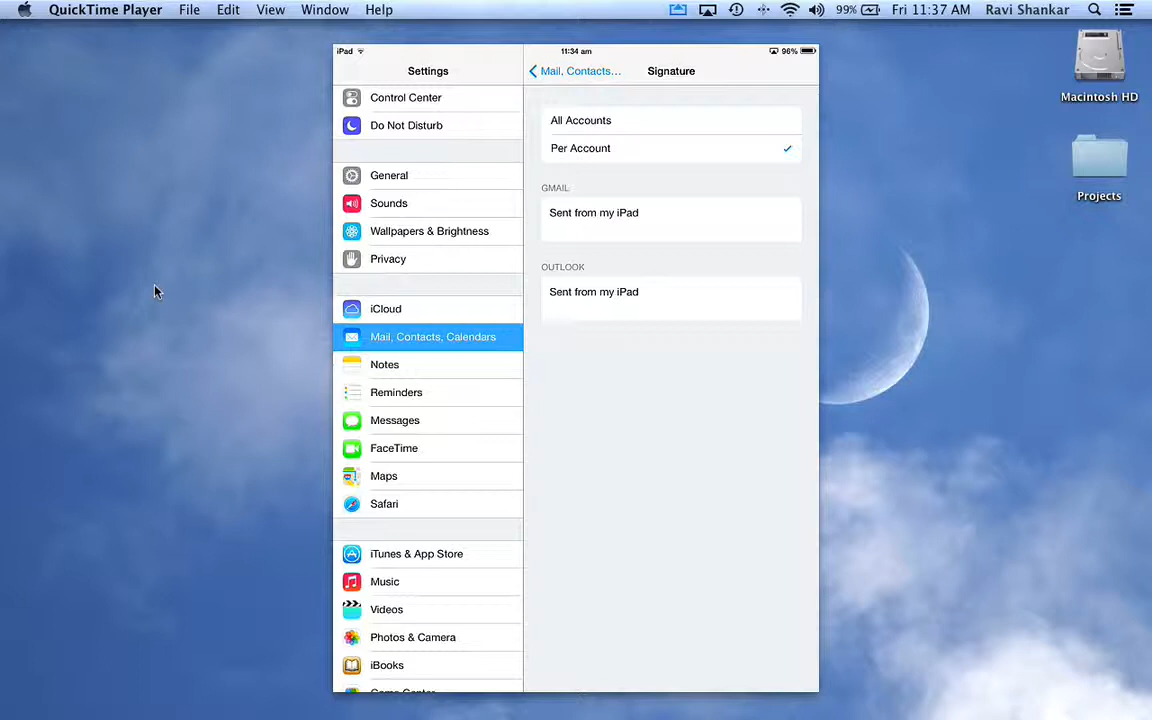 QuickTime Player File Edit View Window Help 99% Fri 11:37 AM Ravi Shankar
Macintosh HD
Projects
iPad 11:34 am 96%
Settings
Mail, Contacts... Signature
Control Center
Do Not Disturb
General
Sounds
Wallpapers & Brightness
Privacy
iCloud
Mail, Contacts, Calendars
Notes
Reminders
Messages
FaceTime
Maps
Safari
iTunes & App Store
Music
Videos
Photos & Camera
iBooks
Game Center
All Accounts
Per Account
GMAIL
Sent from my iPad
OUTLOOK
Sent from my iPad